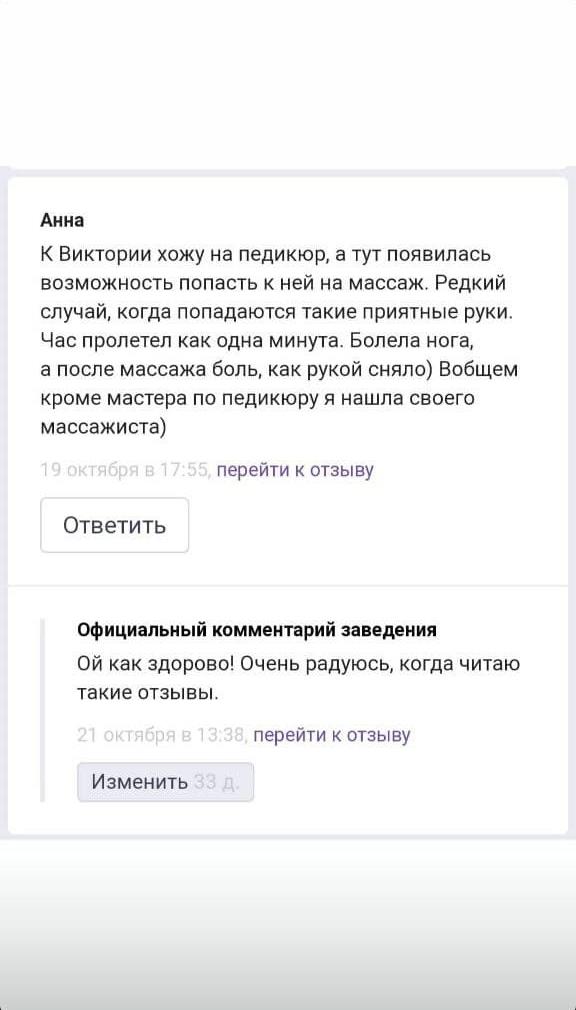 Анна
К Виктории хожу на педикюр, а тут появилась
возможность попасть к ней на массаж. Редкий
случай, когда попадаются такие приятные руки.
Час пролетел как одна минута. Болела нога,
а после массажа боль, как рукой сняло) Вобщем
кроме мастера по педикюру я нашла своего
массажиста)
19 октября в 17:55, перейти к отзыву
Ответить
Официальный комментарий заведения
Ой как здорово! Очень радуюсь, когда читаю
такие отзывы.
21 октября в 13:38, перейти к отзыву
Изменить 33 д.